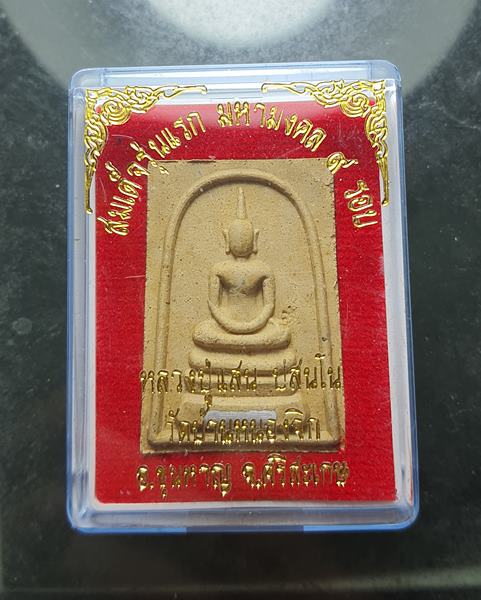 สมเด็จรุ่นแรก มหามงคล ๙ รอบ
หลวงปู่แสน ปสนฺโน
วัดบ้านหนองจิก
อ.ขุนหาญ จ.ศรีสะเกษ